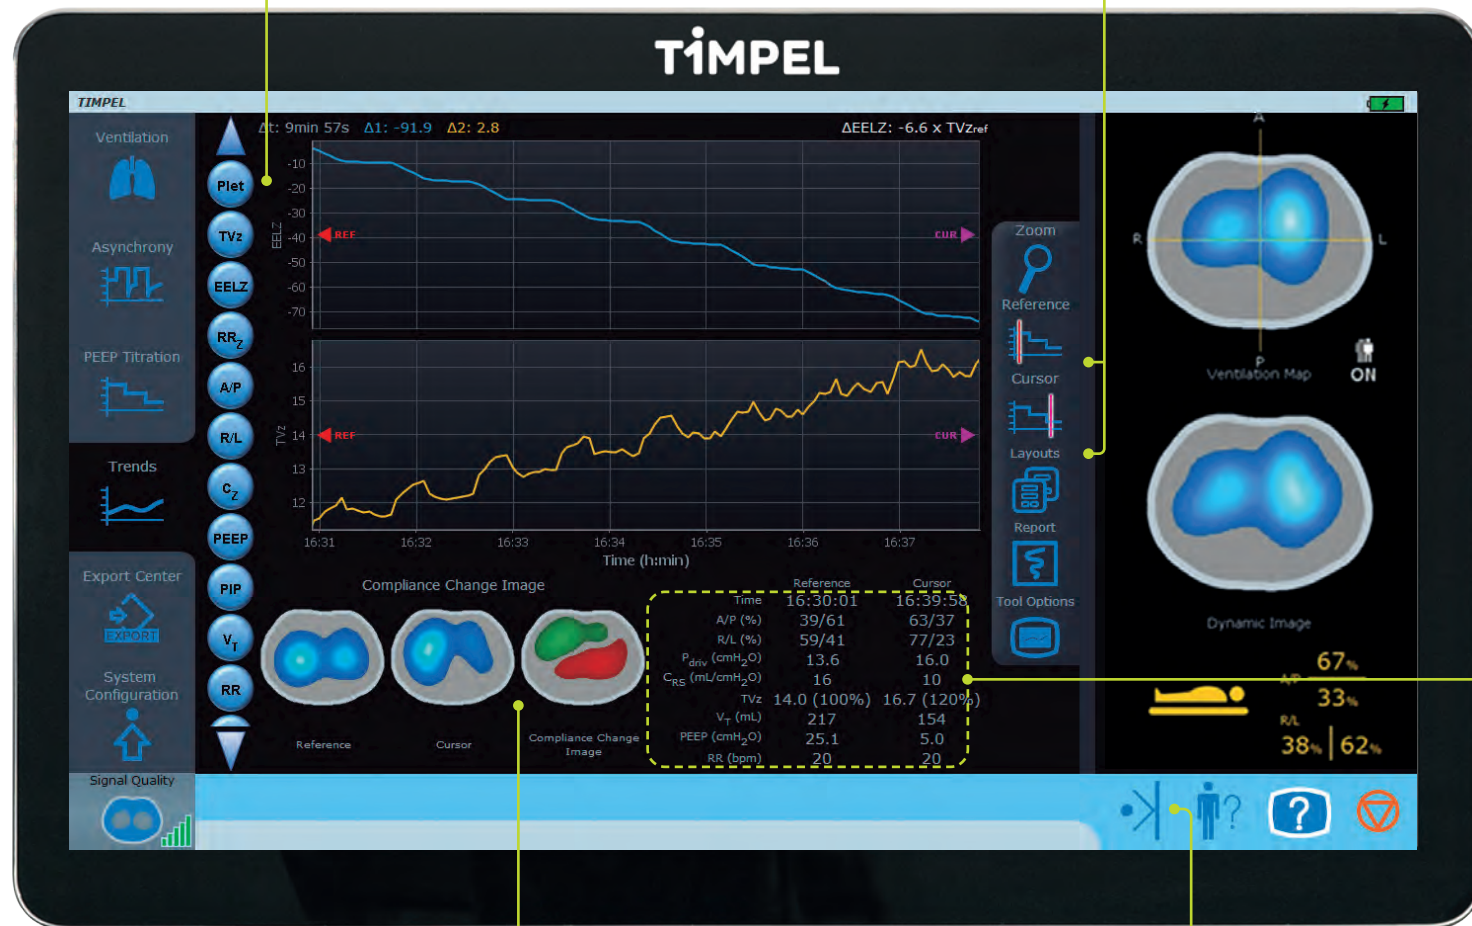 TIMPEL
TIMPEL
Ventilation
Asynchrony
PEEP Titration
Trends
Export Center
EXPORT
System
Configuration
Signal Quality
Plet
TVz
EELZ
RRZ
A/P
R/L
CZ
PEEP
PIP
VT
RR
Δt: 9min 57s Δ1: -91.9 Δ2: 2.8 ΔEELZ: -6.6 x TVzref
EELZ
-10
-20
-30
-40
-50
-60
-70
REF
CUR
TVz
16
15
14
13
12
REF
CUR
16:31 16:32 16:33 16:34 16:35 16:36 16:37
Time (h:min)
Compliance Change Image
Reference
Cursor
Compliance Change
Image
Reference Cursor
Time 16:30:01 16:39:58
A/P (%) 39/61 63/37
R/L (%) 59/41 77/23
Pdriv (cmH2O) 13.6 16.0
CRS (mL/cmH2O) 16 10
TVz 14.0 (100%) 16.7 (120%)
VT (mL) 217 154
PEEP (cmH2O) 25.1 5.0
RR (bpm) 20 20
Zoom
Reference
Cursor
Layouts
Report
Tool Options
A
R
L
P
Ventilation Map
ON
Dynamic Image
A/P
67%
33%
R/L
38% 62%
?
?